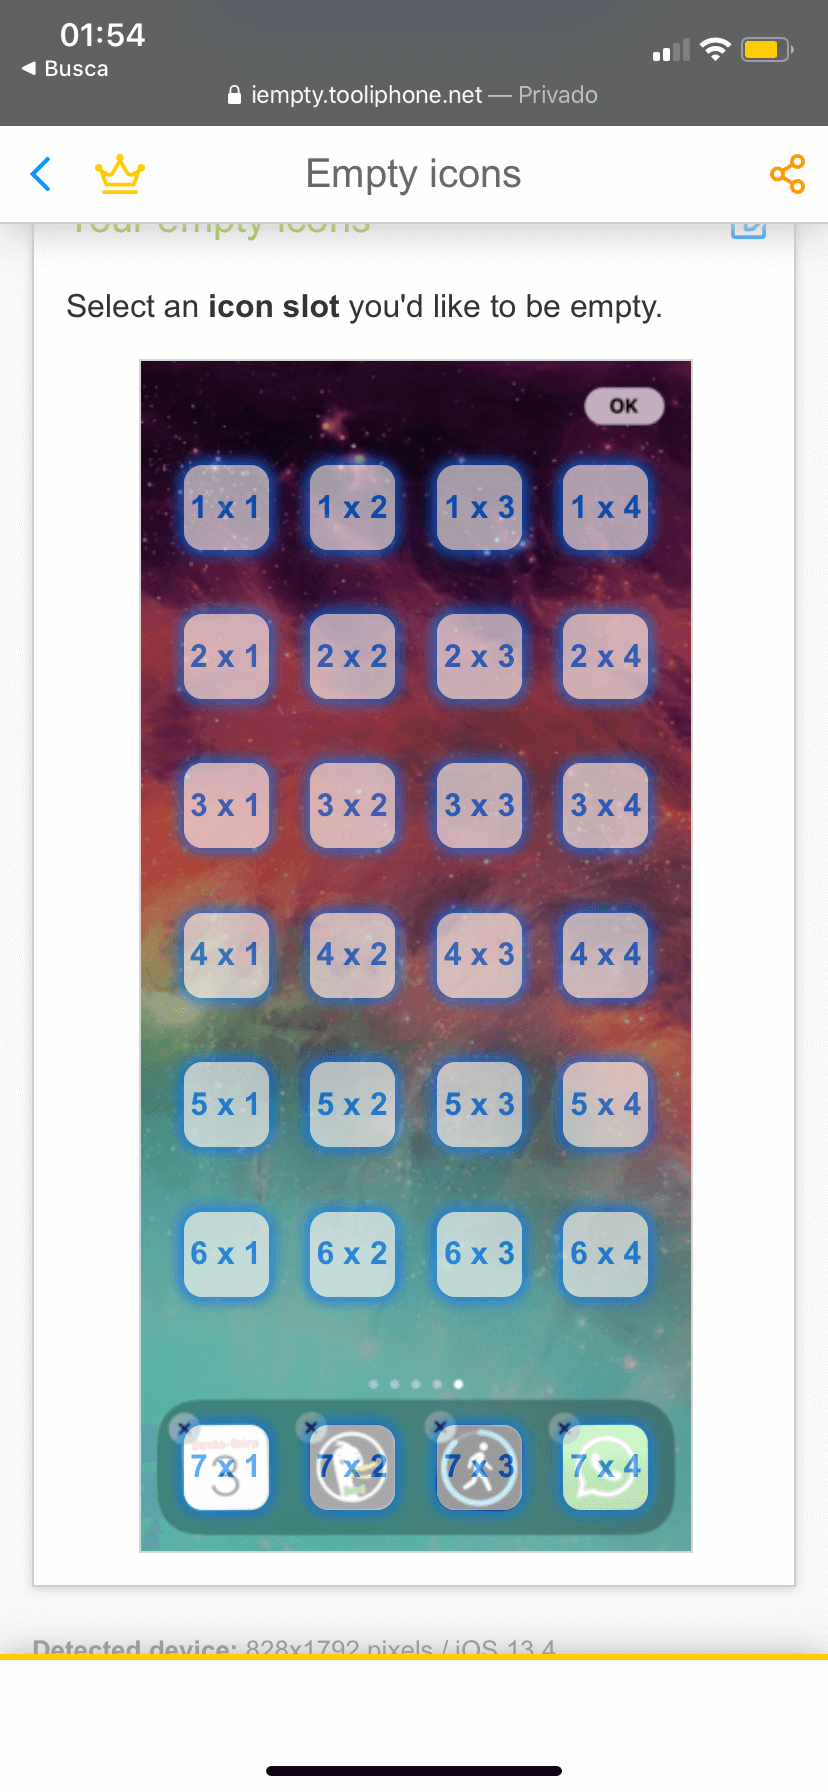 01:54
Busca
iempty.tooliphone.net — Privado
Empty icons
Your empty icons
Select an icon slot you'd like to be empty.
OK
1 x 1 1 x 2 1 x 3 1 x 4
2 x 1 2 x 2 2 x 3 2 x 4
3 x 1 3 x 2 3 x 3 3 x 4
4 x 1 4 x 2 4 x 3 4 x 4
5 x 1 5 x 2 5 x 3 5 x 4
6 x 1 6 x 2 6 x 3 6 x 4
7 x 1 7 x 2 7 x 3 7 x 4
3
Detected device: 828x1792 pixels / iOS 13.4